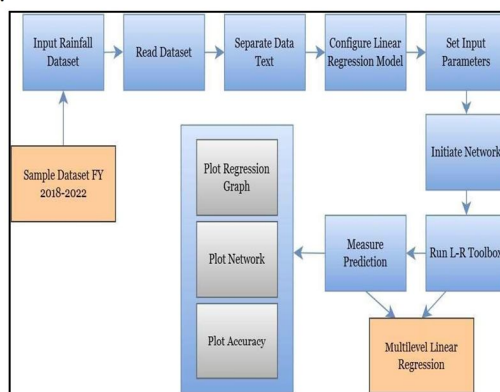 Input Rainfall
Dataset
Read Dataset
Separate Data
Text
Configure Linear
Regression Model
Set Input
Parameters
Sample Dataset FY
2018-2022
Initiate Network
Plot Regression
Graph
Plot Network
Plot Accuracy
Measure
Prediction
Run L-R Toolbox
Multilevel Linear
Regression